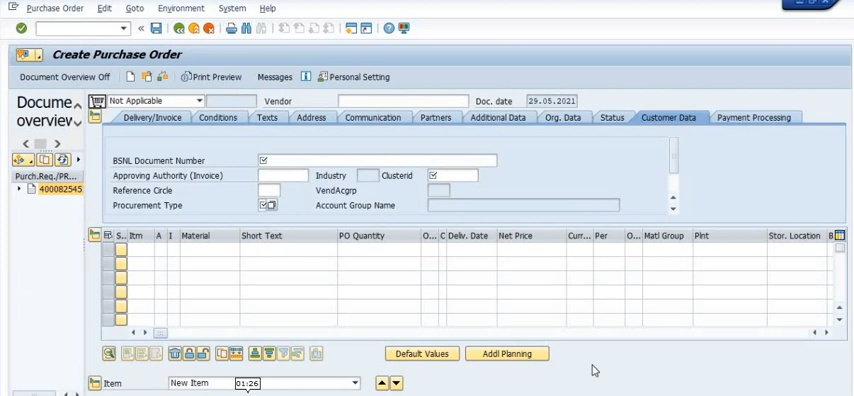 Purchase Order Edit Goto Environment System Help
Create Purchase Order
Document Overview Off Print Preview Messages Personal Setting
Docume overview
Purch.Req./PR...
400082545
Not Applicable Vendor Doc. date 29.05.2021
Delivery/Invoice Conditions Texts Address Communication Partners Additional Data Org. Data Status Customer Data Payment Processing
BSNL Document Number
Approving Authority (Invoice) Industry Clusterid
Reference Circle VendAcgrp
Procurement Type Account Group Name
S.. Itm A I Material Short Text PO Quantity O... C Deliv. Date Net Price Curr... Per O... Matl Group Plnt Stor. Location B
Default Values Addl Planning
Item New Item 01:26